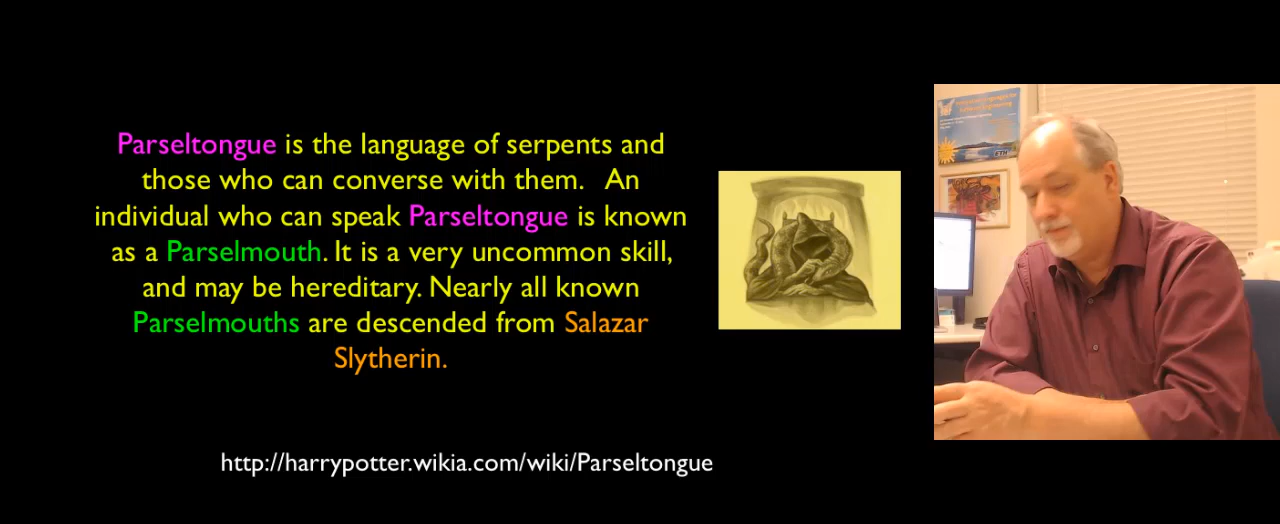 Parseltongue is the language of serpents and
those who can converse with them. An
individual who can speak Parseltongue is known
as a Parselmouth. It is a very uncommon skill,
and may be hereditary. Nearly all known
Parselmouths are descended from Salazar
Slytherin.
http://harrypotter.wikia.com/wiki/Parseltongue